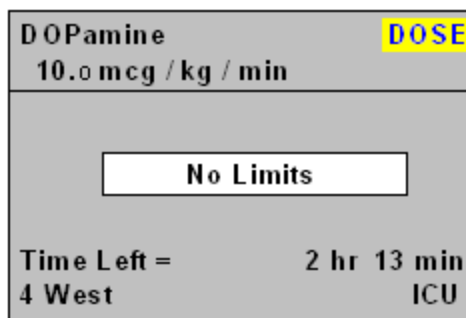 DOPamine DOSE
10.0 mcg / kg / min
No Limits
Time Left = 2 hr 13 min
4 West ICU